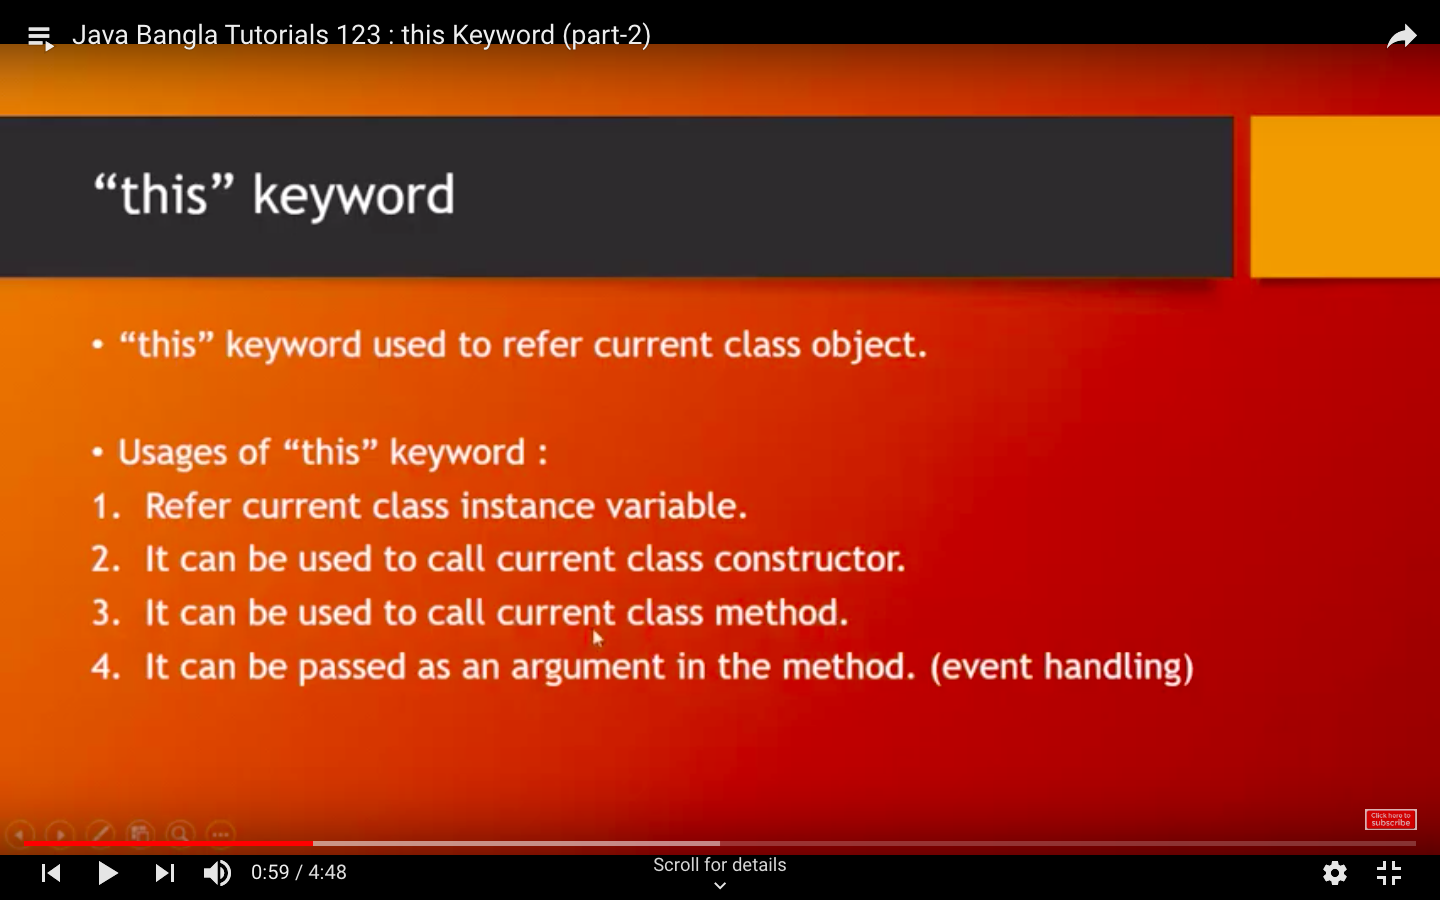 Java Bangla Tutorials 123 : this Keyword (part-2)
“this” keyword
• “this” keyword used to refer current class object.
• Usages of “this” keyword :
1. Refer current class instance variable.
2. It can be used to call current class constructor.
3. It can be used to call current class method.
4. It can be passed as an argument in the method. (event handling)
Click here to
subscribe
0:59 / 4:48
Scroll for details